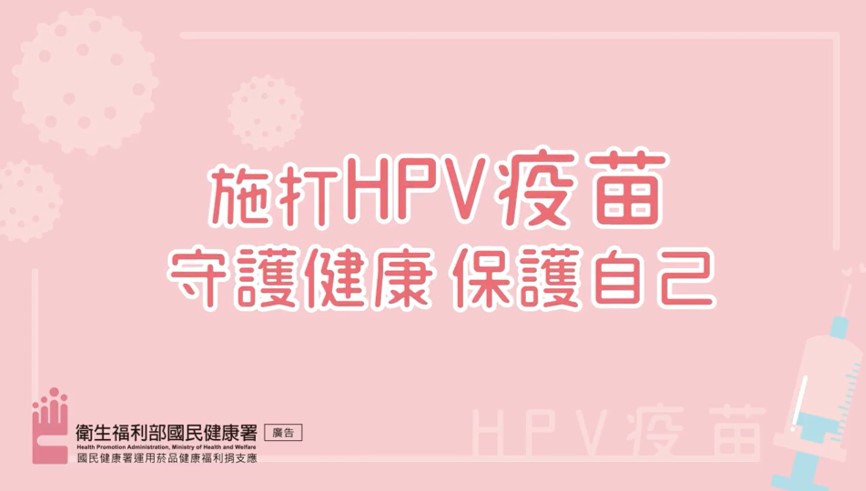 施打HPV疫苗
守護健康 保護自己
HPV疫苗
衛生福利部國民健康署 廣告
Health Promotion Administration, Ministry of Health and Welfare
國民健康署運用菸品健康福利捐支應